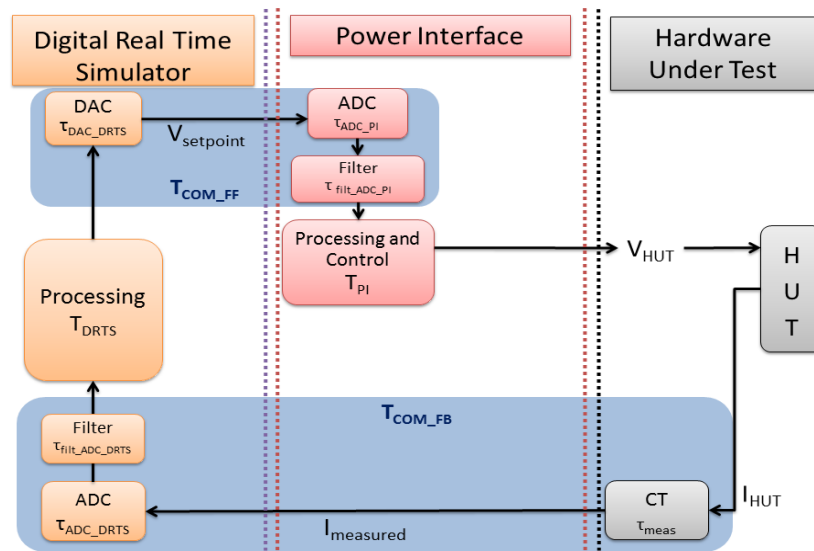 Digital Real Time
Simulator
Power Interface
Hardware
Under Test
DAC
τDAC_DRTS
Vsetpoint
ADC
τADC_PI
Filter
τ filt_ADC_PI
TCOM_FF
Processing and
Control
TPI
VHUT
H
U
T
Processing
TDRTS
TCOM_FB
Filter
τfilt_ADC_DRTS
ADC
τADC_DRTS
Imeasured
CT
τmeas
IHUT